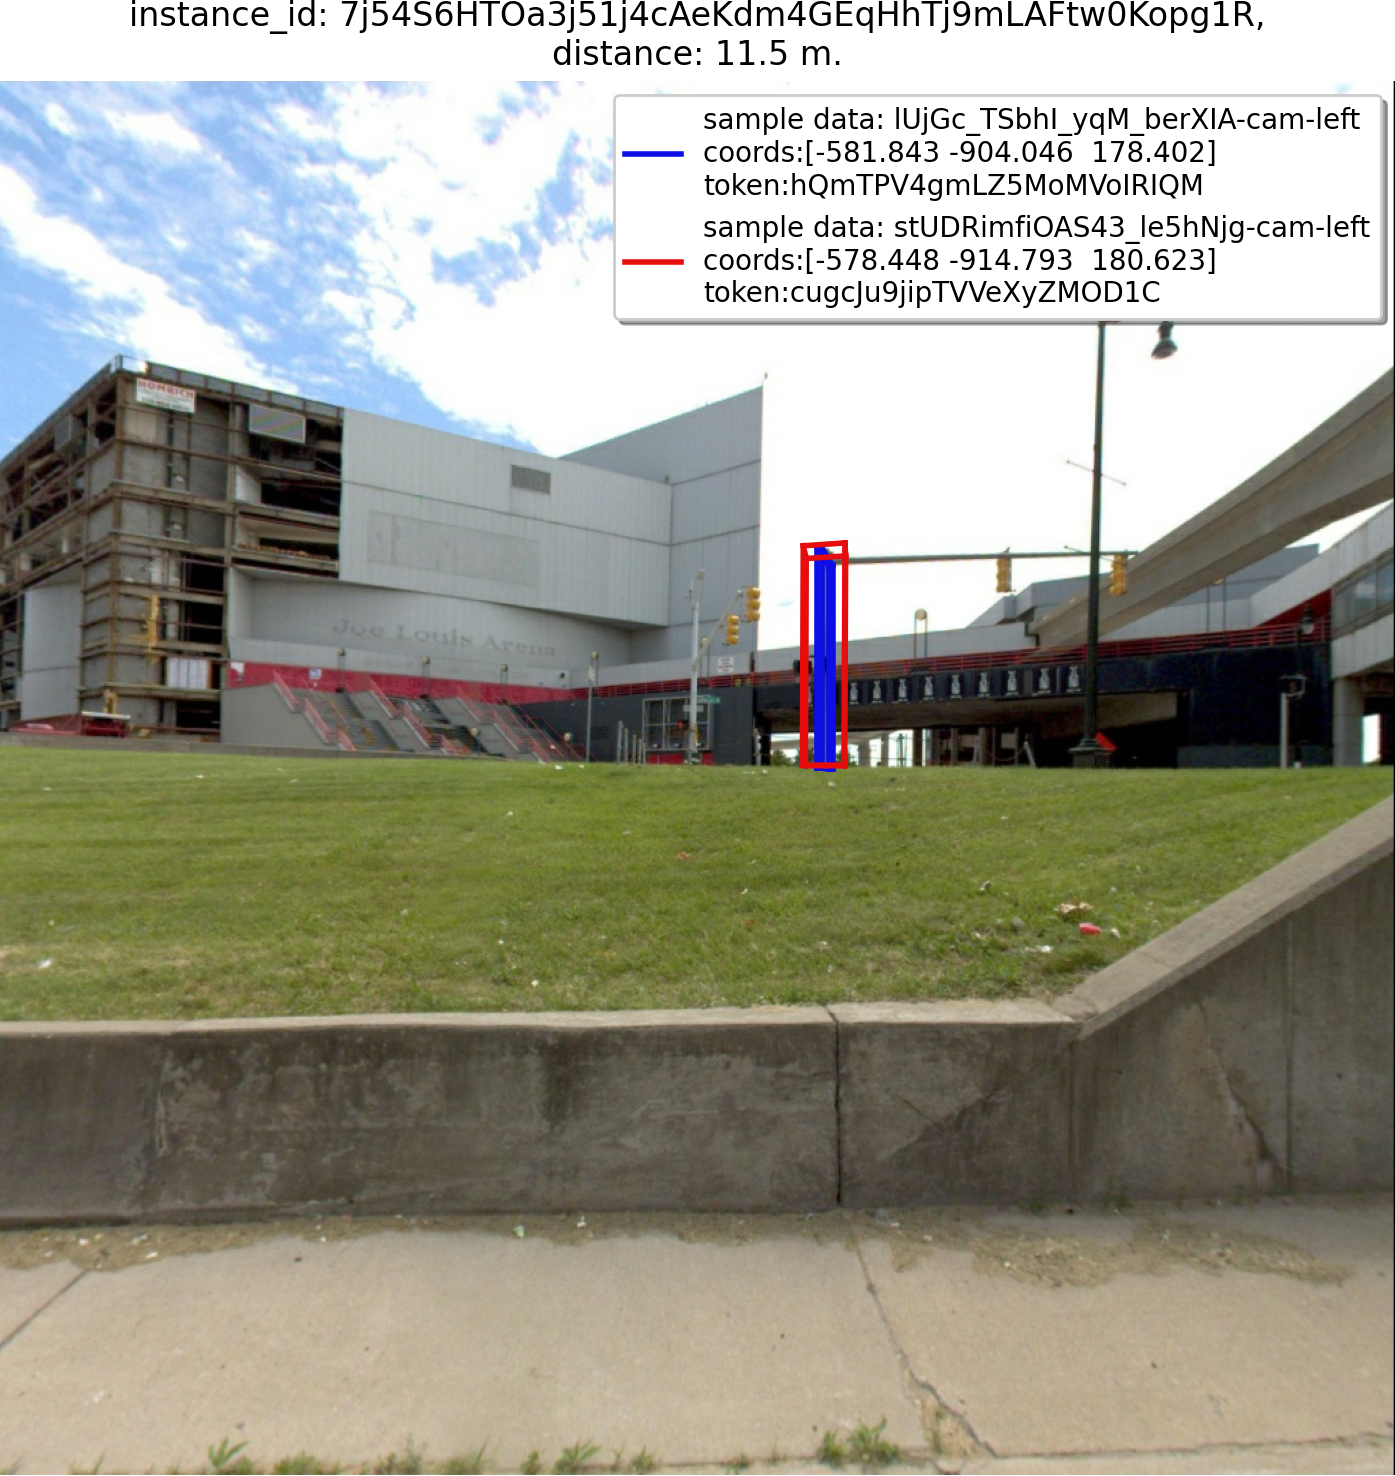 instance_id: 7j54S6HTOa3j51j4cAeKdm4GEqHhTj9mLAFtw0Kopg1R,
distance: 11.5 m.
sample data: lUjGc_TSbhI_yqM_berXIA-cam-left
coords:[-581.843 -904.046  178.402]
token:hQmTPV4gmLZ5MoMVoIRIQM
sample data: stUDRimfiOAS43_le5hNjg-cam-left
coords:[-578.448 -914.793  180.623]
token:cugcJu9jipTVVeXyZMOD1C
HOMRICH
Joe Louis Arena